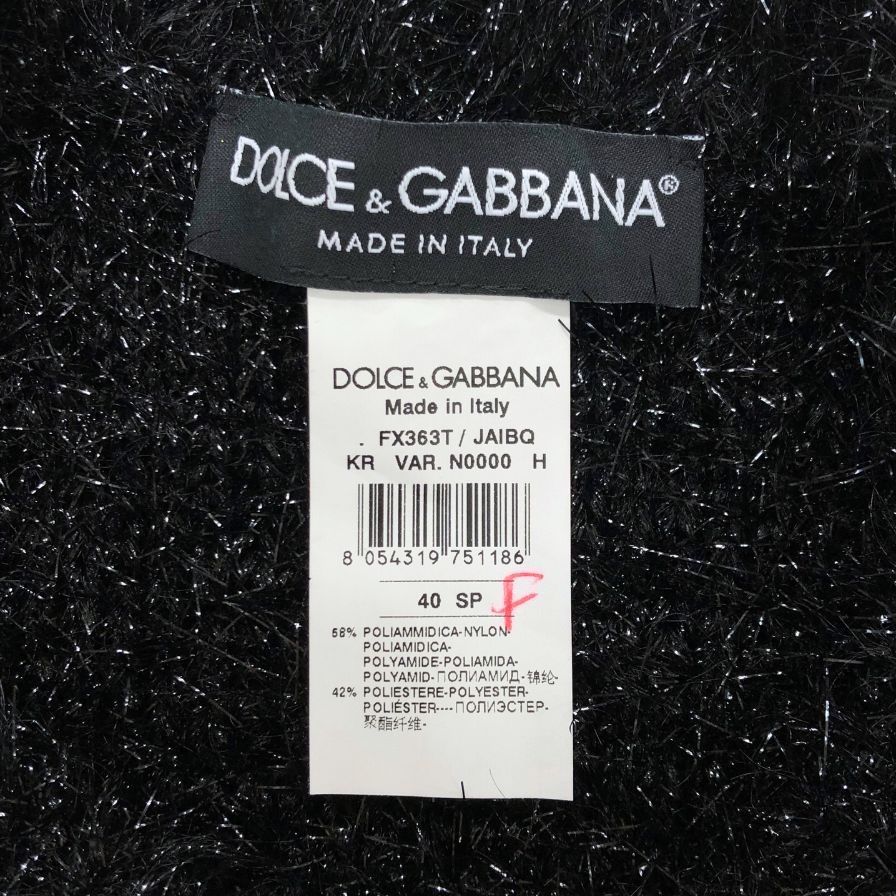 DOLCE & GABBANA®
MADE IN ITALY
DOLCE & GABBANA
Made in Italy
. FX363T / JAIBQ
KR VAR. N0000 H
8 054319 751186
40 SP F
58% POLIAMMIDICA-NYLON-
POLIAMIDICA-
POLYAMIDE-POLIAMIDA-
POLYAMID-ПОЛИАМИД-锦纶-
42% POLIESTERE-POLYESTER-
POLIÉSTER----ПОЛИЭСТЕР-
聚酯纤维-